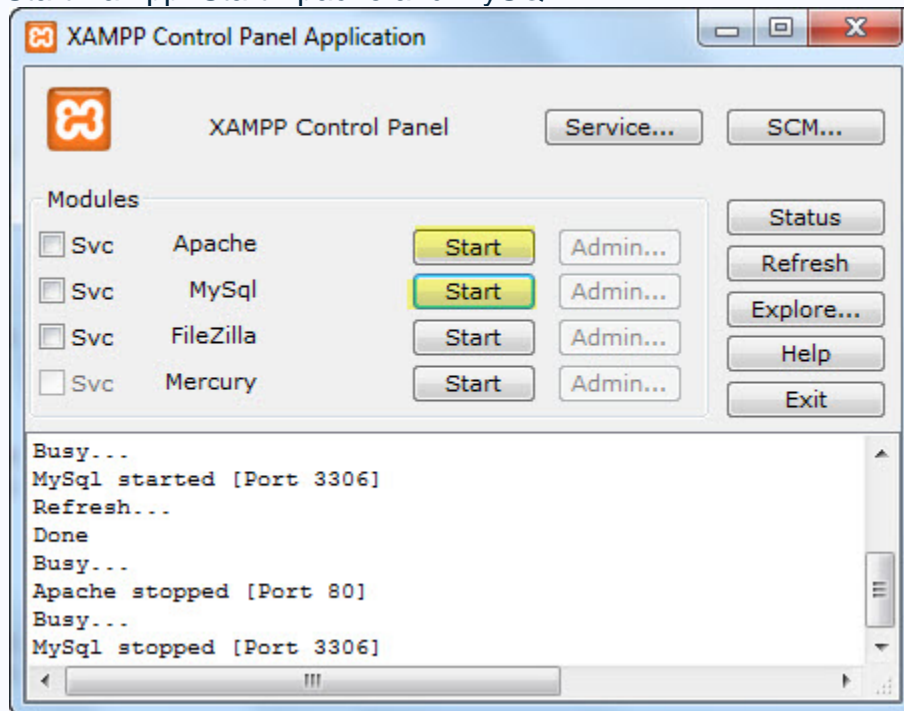 XAMPP Control Panel Application
XAMPP Control Panel Service... SCM...
Modules
Svc Apache Start Admin...
Svc MySql Start Admin...
Svc FileZilla Start Admin...
Svc Mercury Start Admin...
Status
Refresh
Explore...
Help
Exit
Busy...
MySql started [Port 3306]
Refresh...
Done
Busy...
Apache stopped [Port 80]
Busy...
MySql stopped [Port 3306]